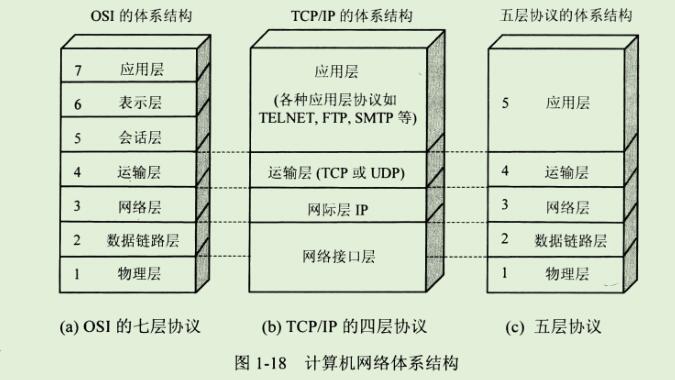 OSI 的体系结构
TCP/IP 的体系结构
五层协议的体系结构
7 应用层
6 表示层
5 会话层
4 运输层
3 网络层
2 数据链路层
1 物理层
应用层
(各种应用层协议如
TELNET, FTP, SMTP 等)
运输层 (TCP 或 UDP)
网际层 IP
网络接口层
5 应用层
4 运输层
3 网络层
2 数据链路层
1 物理层
(a) OSI 的七层协议
(b) TCP/IP 的四层协议
(c) 五层协议
图 1-18 计算机网络体系结构